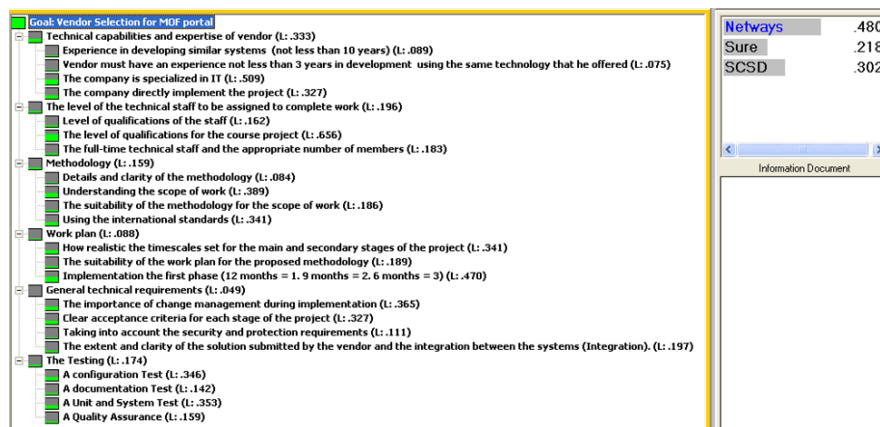 Goal: Vendor Selection for MOF portal
Technical capabilities and expertise of vendor (L: .333)
Experience in developing similar systems (not less than 10 years) (L: .089)
Vendor must have an experience not less than 3 years in development using the same technology that he offered (L: .075)
The company is specialized in IT (L: .509)
The company directly implement the project (L: .327)
The level of the technical staff to be assigned to complete work (L: .196)
Level of qualifications of the staff (L: .162)
The level of qualifications for the course project (L: .656)
The full-time technical staff and the appropriate number of members (L: .183)
Methodology (L: .159)
Details and clarity of the methodology (L: .084)
Understanding the scope of work (L: .389)
The suitability of the methodology for the scope of work (L: .186)
Using the international standards (L: .341)
Work plan (L: .088)
How realistic the timescales set for the main and secondary stages of the project (L: .341)
The suitability of the work plan for the proposed methodology (L: .189)
Implementation the first phase (12 months = 1. 9 months = 2. 6 months = 3) (L: .470)
General technical requirements (L: .049)
The importance of change management during implementation (L: .365)
Clear acceptance criteria for each stage of the project (L: .327)
Taking into account the security and protection requirements (L: .111)
The extent and clarity of the solution submitted by the vendor and the integration between the systems (Integration). (L: .197)
The Testing (L: .174)
A configuration Test (L: .346)
A documentation Test (L: .142)
A Unit and System Test (L: .353)
A Quality Assurance (L: .159)
Netways .480
Sure .218
SCSD .302
Information Document